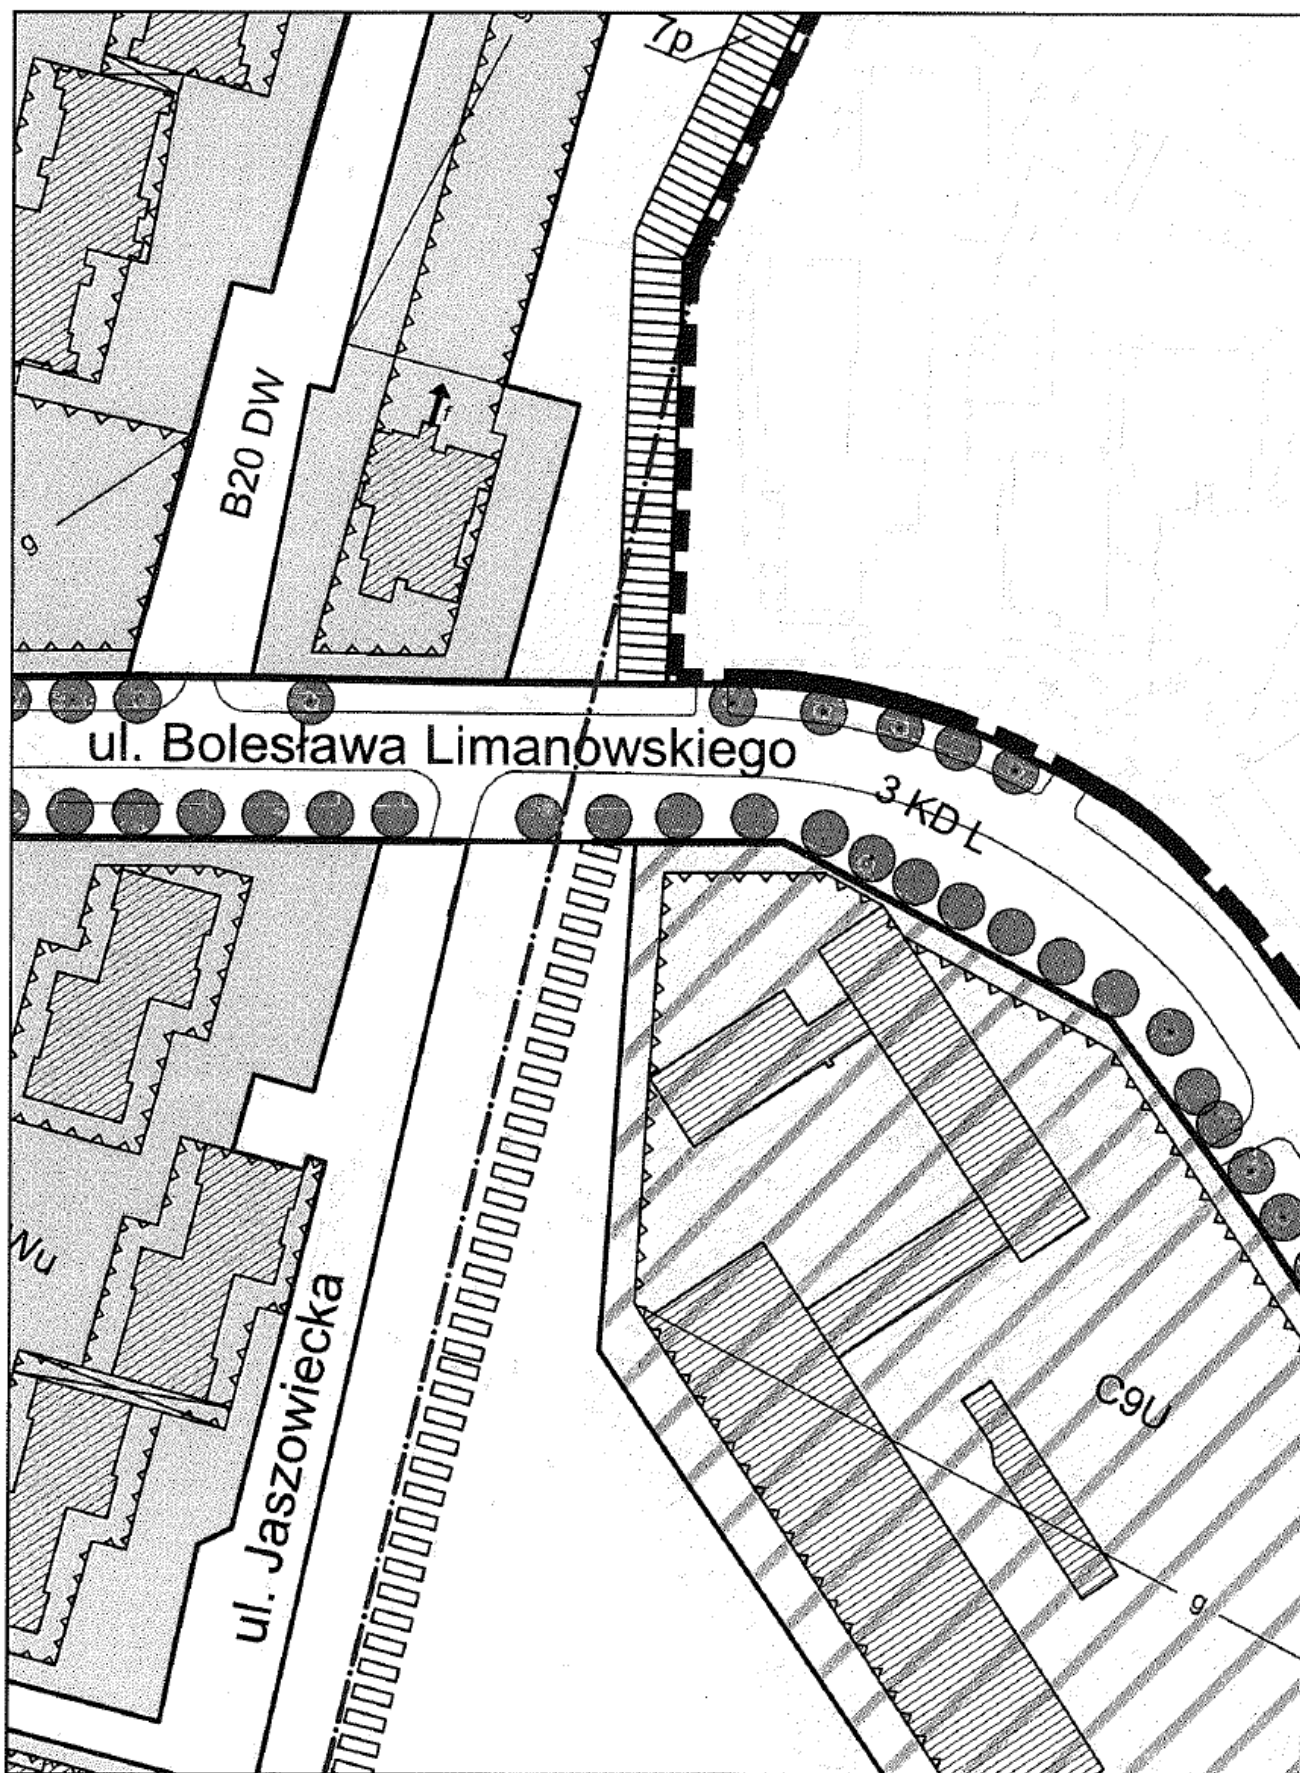 7p
g
f
B20 DW
g
ul. Bolesława Limanowskiego
3 KD L
C9U
ul. Jaszowiecka
g